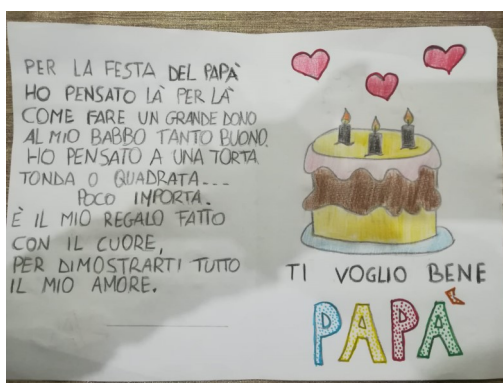 PER LA FESTA DEL PAPÀ
HO PENSATO LÀ PER LÀ
COME FARE UN GRANDE DONO
AL MIO BABBO TANTO BUONO.
HO PENSATO A UNA TORTA
TONDA O QUADRATA...
POCO IMPORTA.
È IL MIO REGALO FATTO
CON IL CUORE,
PER DIMOSTRARTI TUTTO
IL MIO AMORE.
TI VOGLIO BENE
PAPÀ